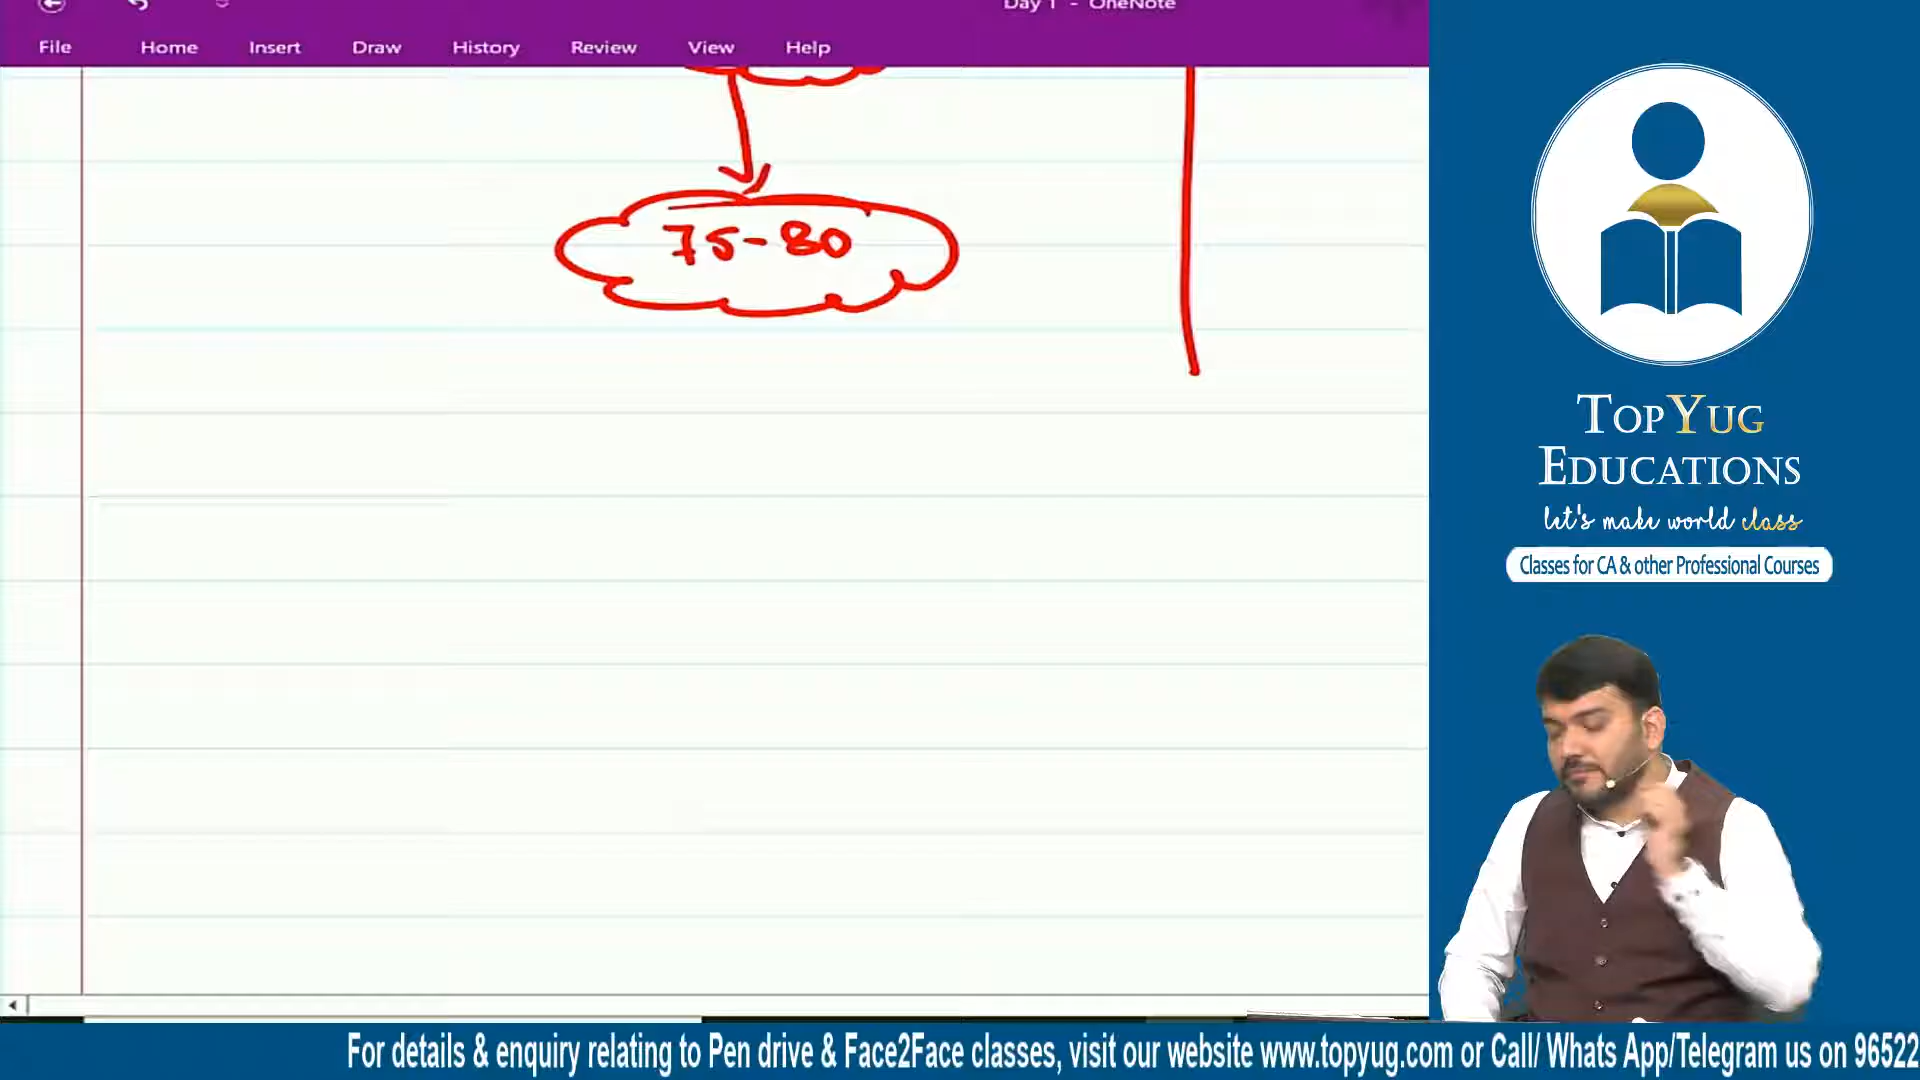 Day 1 - OneNote
File Home Insert Draw History Review View Help
75-80
TOPYUG
EDUCATIONS
let's make world class
Classes for CA & other Professional Courses
For details & enquiry relating to Pen drive & Face2Face classes, visit our website www.topyug.com or Call/ Whats App/Telegram us on 96522